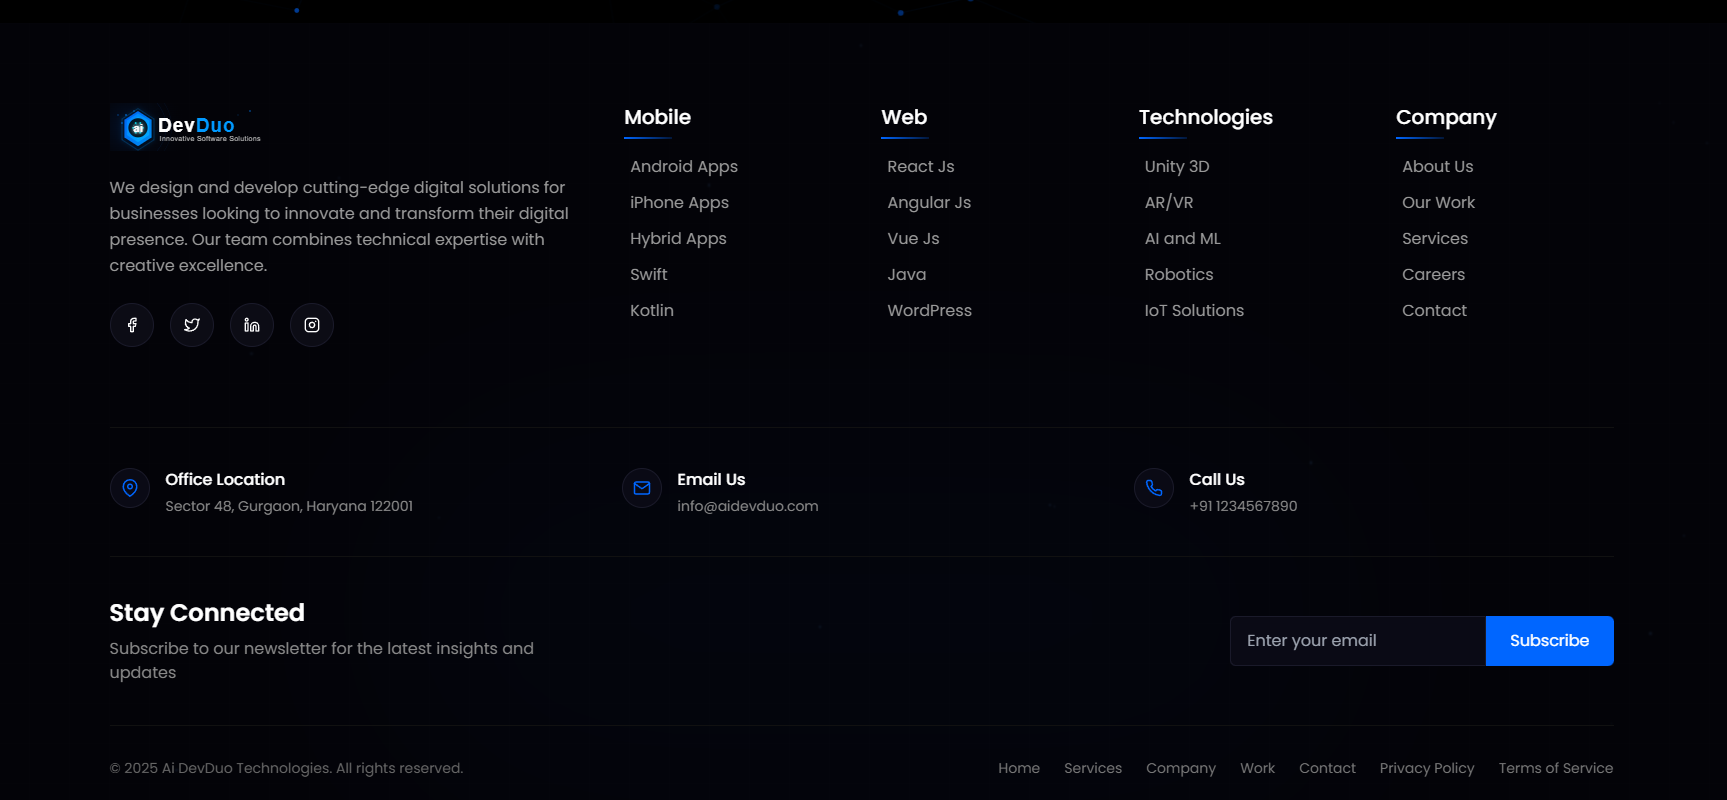 ai DevDuo
Innovative Software Solutions
We design and develop cutting-edge digital solutions for
businesses looking to innovate and transform their digital
presence. Our team combines technical expertise with
creative excellence.
Mobile
Android Apps
iPhone Apps
Hybrid Apps
Swift
Kotlin
Web
React Js
Angular Js
Vue Js
Java
WordPress
Technologies
Unity 3D
AR/VR
AI and ML
Robotics
IoT Solutions
Company
About Us
Our Work
Services
Careers
Contact
Office Location
Sector 48, Gurgaon, Haryana 122001
Email Us
info@aidevduo.com
Call Us
+91 1234567890
Stay Connected
Subscribe to our newsletter for the latest insights and
updates
Enter your email
Subscribe
© 2025 Ai DevDuo Technologies. All rights reserved.
Home Services Company Work Contact Privacy Policy Terms of Service